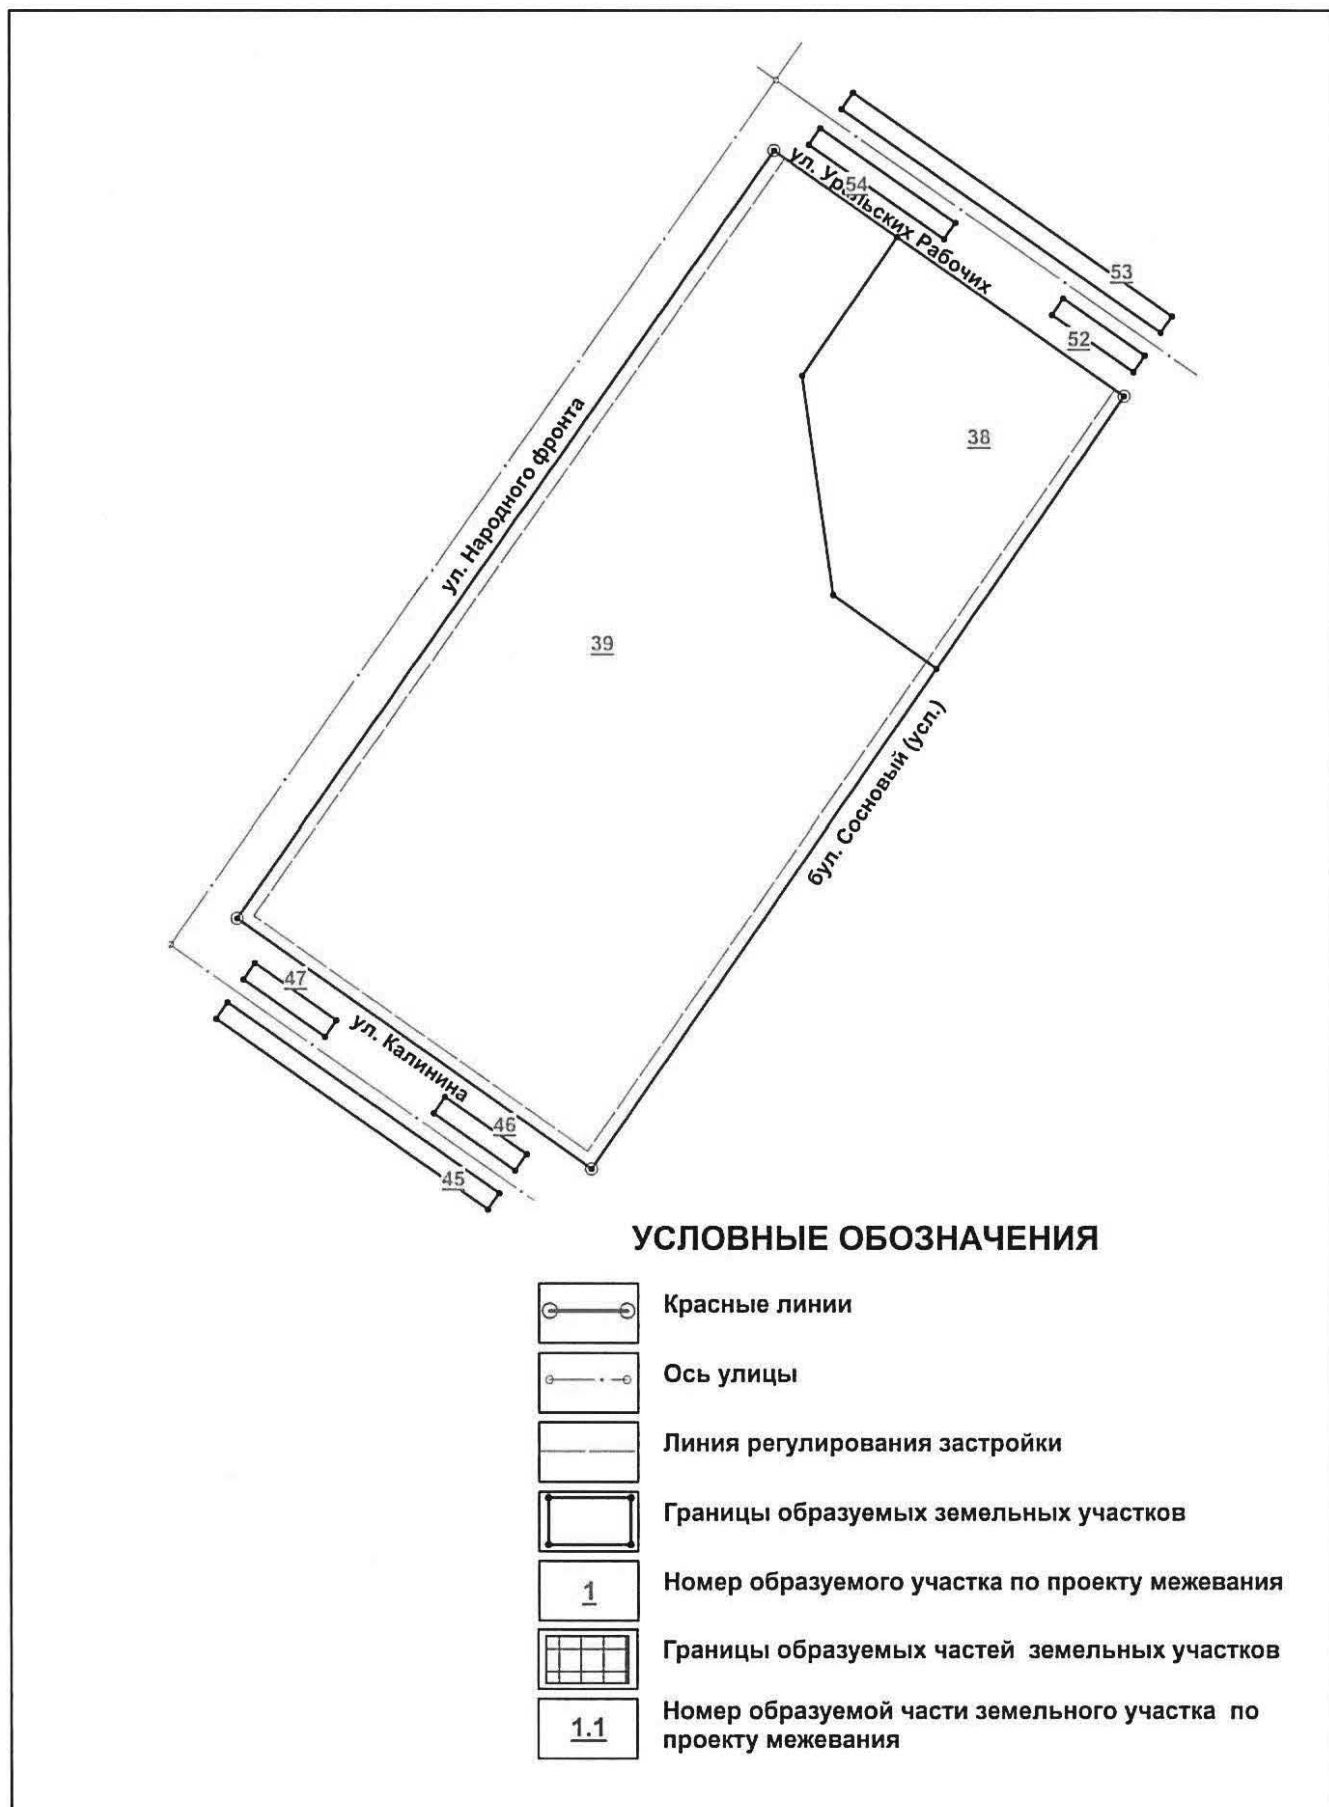 ул. Уральских Рабочих
54
53
52
38
ул. Народного фронта
39
бул. Сосновый (усл.)
47
ул. Калинина
46
45
УСЛОВНЫЕ ОБОЗНАЧЕНИЯ
Красные линии
Ось улицы
Линия регулирования застройки
Границы образуемых земельных участков
1
Номер образуемого участка по проекту межевания
Границы образуемых частей земельных участков
1.1
Номер образуемой части земельного участка по
проекту межевания